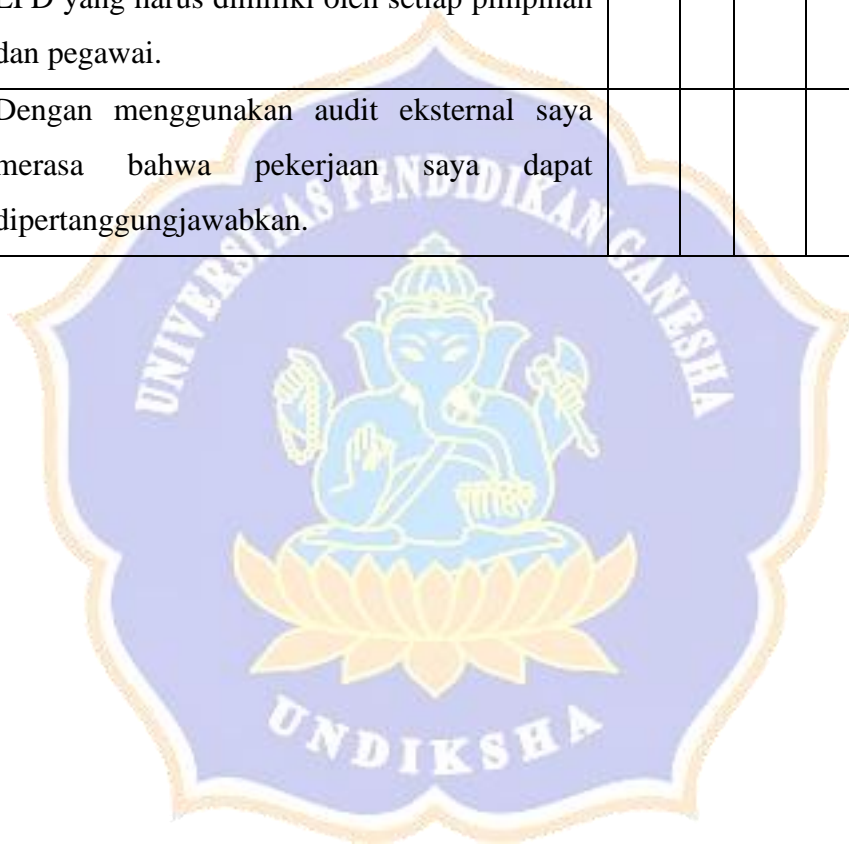 LPD yang harus dimiliki oleh setiap pimpinan
dan pegawai.
Dengan menggunakan audit eksternal saya
merasa bahwa pekerjaan saya dapat
dipertanggungjawabkan.
UNIVERSITAS PENDIDIKAN GANESHA
UNDIKSHA